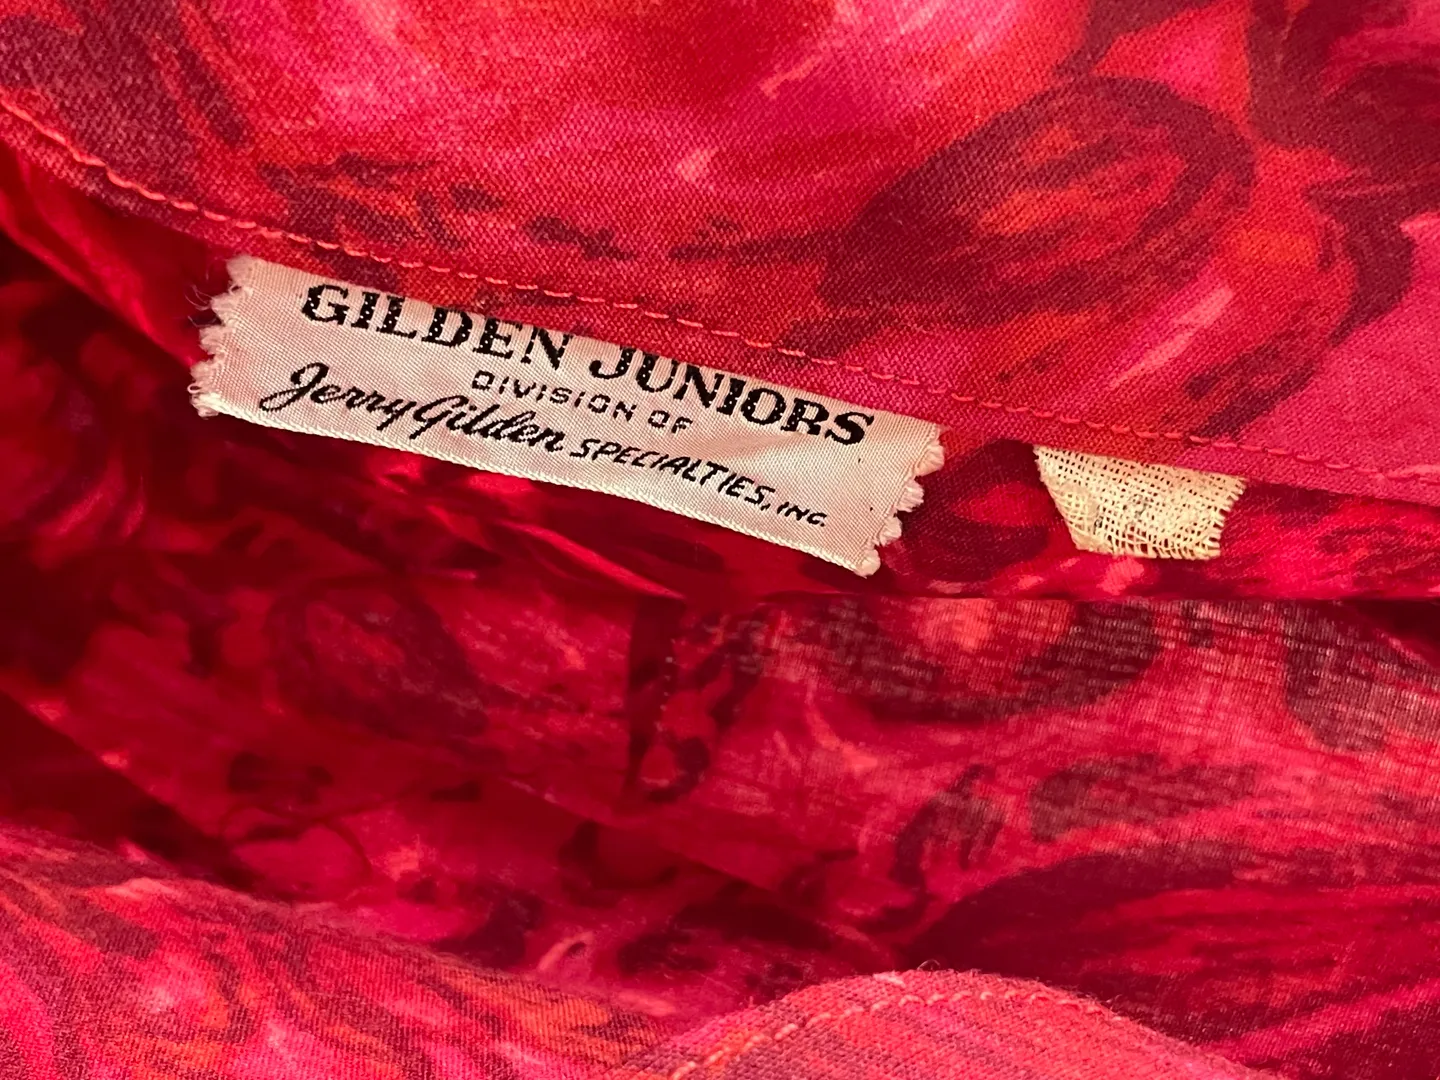 GILDEN JUNIORS
DIVISION OF
Jerry Gilden SPECIALTIES, INC.